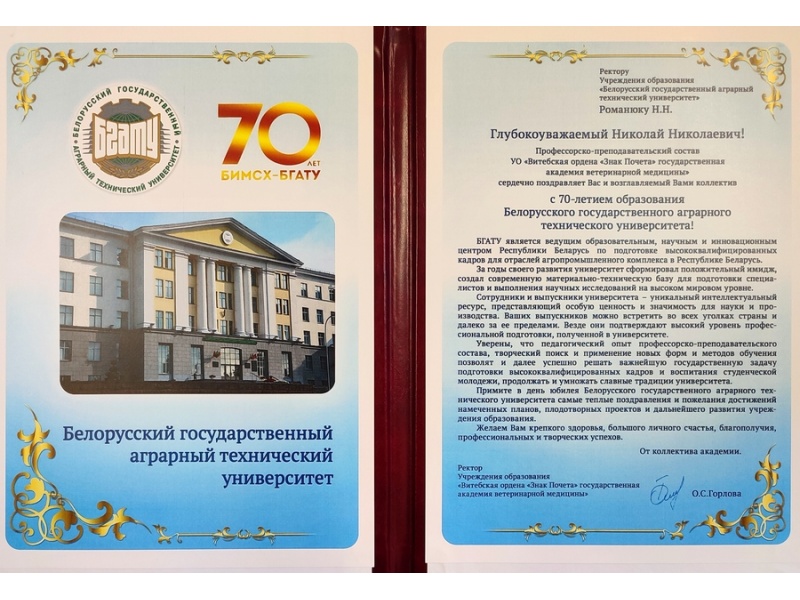 БЕЛОРУССКИЙ ГОСУДАРСТВЕННЫЙ
АГРАРНЫЙ ТЕХНИЧЕСКИЙ УНИВЕРСИТЕТ
БГАТУ
70
ЛЕТ
БИМСХ-БГАТУ
Белорусский государственный
аграрный технический
университет
Ректору
Учреждения образования
«Белорусский государственный аграрный
технический университет»
Романюку Н.Н.
Глубокоуважаемый Николай Николаевич!
Профессорско-преподавательский состав
УО «Витебская ордена «Знак Почета» государственная
академия ветеринарной медицины»
сердечно поздравляет Вас и возглавляемый Вами коллектив
с 70-летием образования
Белорусского государственного аграрного
технического университета!
БГАТУ является ведущим образовательным, научным и инновационным
центром Республики Беларусь по подготовке высококвалифицированных
кадров для отраслей агропромышленного комплекса в Республике Беларусь.
За годы своего развития университет сформировал положительный имидж,
создал современную материально-техническую базу для подготовки специа-
листов и выполнения научных исследований на высоком мировом уровне.
Сотрудники и выпускники университета – уникальный интеллектуальный
ресурс, представляющий особую ценность и значимость для науки и про-
изводства. Ваших выпускников можно встретить во всех уголках страны и
далеко за ее пределами. Везде они подтверждают высокий уровень профес-
сиональной подготовки, полученной в университете.
Уверены, что педагогический опыт профессорско-преподавательского
состава, творческий поиск и применение новых форм и методов обучения
позволят и далее успешно решать важнейшую государственную задачу
подготовки высококвалифицированных кадров и воспитания студенческой
молодежи, продолжать и умножать славные традиции университета.
Примите в день юбилея Белорусского государственного аграрного тех-
нического университета самые теплые поздравления и пожелания достижений
намеченных планов, плодотворных проектов и дальнейшего развития учреж-
дения образования.
Желаем Вам крепкого здоровья, большого личного счастья, благополучия,
профессиональных и творческих успехов.
От коллектива академии.
Ректор
Учреждения образования
«Витебская ордена «Знак Почета» государственная
академия ветеринарной медицины»
О.С.Горлова